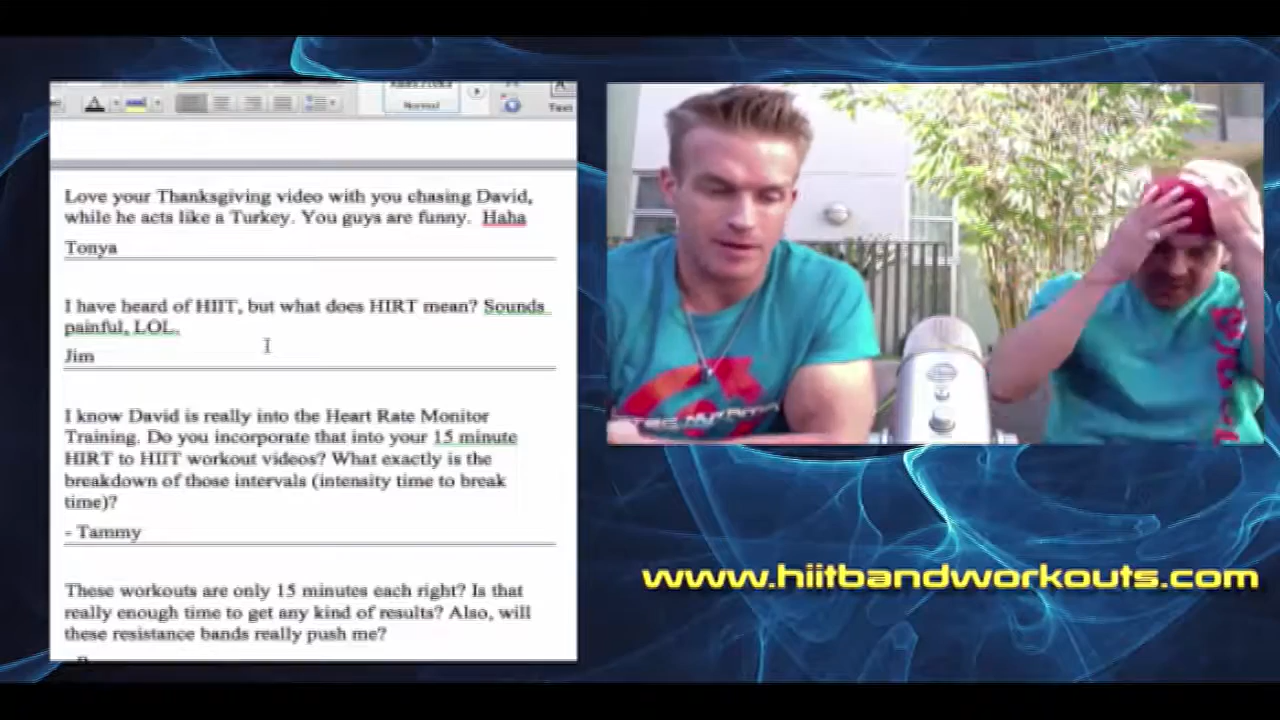 Normal
Text
Love your Thanksgiving video with you chasing David,
while he acts like a Turkey. You guys are funny. Haha
Tonya
I have heard of HIIT, but what does HIRT mean? Sounds
painful, LOL.
Jim
I know David is really into the Heart Rate Monitor
Training. Do you incorporate that into your 15 minute
HIRT to HIIT workout videos? What exactly is the
breakdown of those intervals (intensity time to break
time)?
- Tammy
These workouts are only 15 minutes each right? Is that
really enough time to get any kind of results? Also, will
these resistance bands really push me?
www.hiitbandworkouts.com